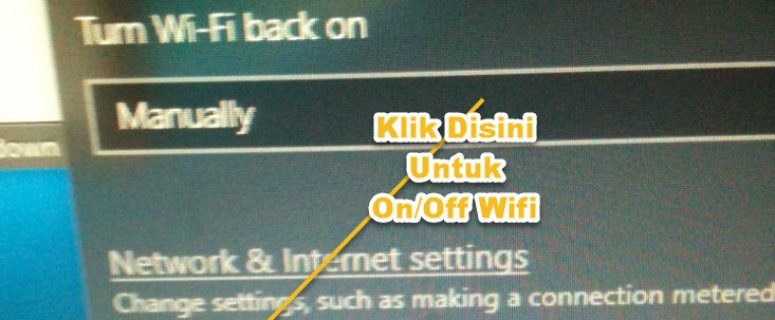 Turn Wi-Fi back on
Manually
Klik Disini
Untuk
On/Off Wifi
down
Network & Internet settings
Change settings, such as making a connection metered